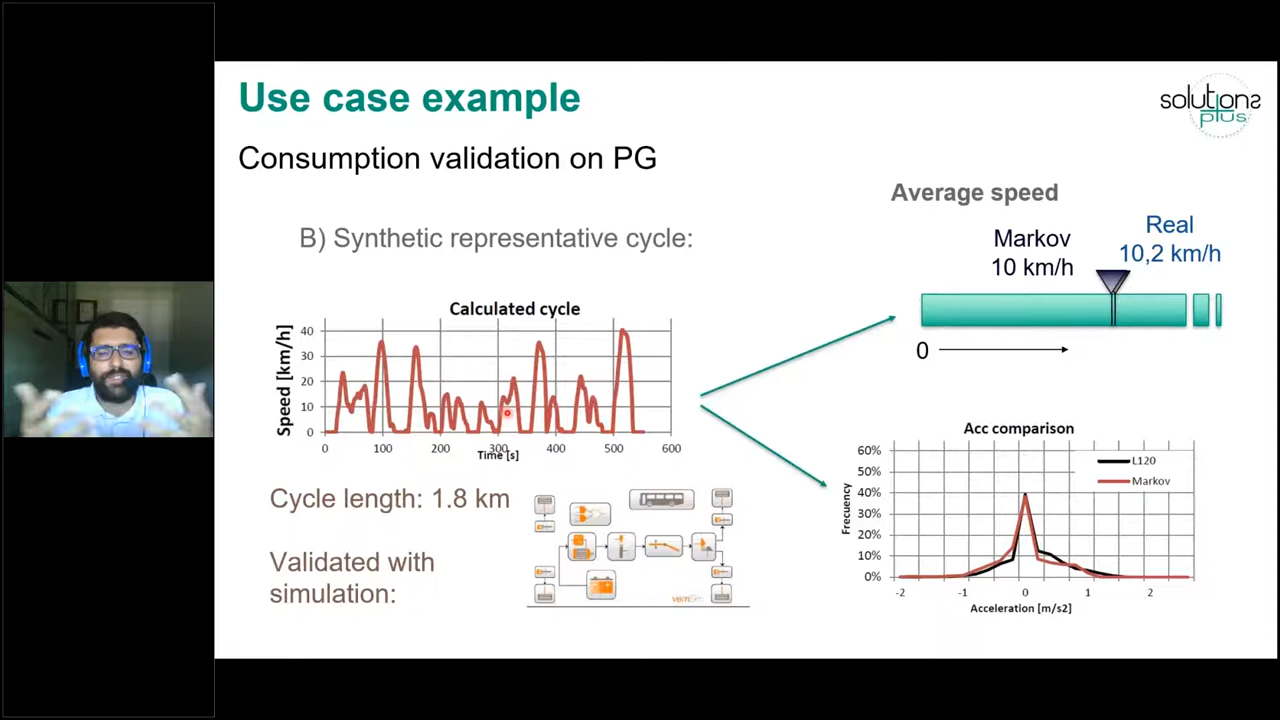 Use case example
solutions
plus
Consumption validation on PG
Average speed
B) Synthetic representative cycle:
Markov
10 km/h
Real
10,2 km/h
0
Calculated cycle
Speed [km/h]
40
30
20
10
0
0 100 200 300 400 500 600
Time [s]
Cycle length: 1.8 km
Validated with
simulation:
Acc comparison
Frecuency
60%
50%
40%
30%
20%
10%
0%
L120
Markov
-2 -1 0 1 2
Acceleration [m/s2]